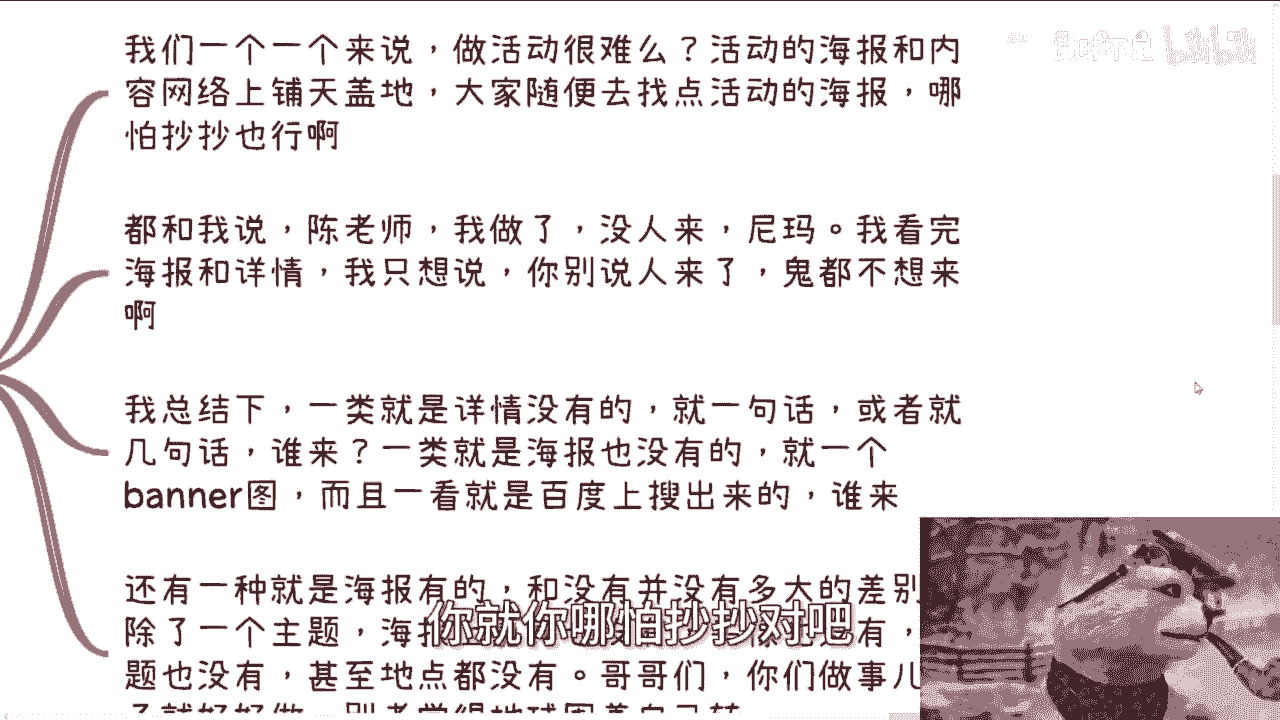 我们一个一个来说，做活动很难么？活动的海报和内
容网络上铺天盖地，大家随便去找点活动的海报，哪
怕抄抄也行啊
都和我说，陈老师，我做了，没人来，尼玛。我看完
海报和详情，我只想说，你别说人来了，鬼都不想来
啊
我总结下，一类就是详情没有的，就一句话，或者就
几句话，谁来？一类就是海报也没有的，就一个
banner图，而且一看就是百度上搜出来的，谁来
还有一种就是海报有的，和没有并没有多大的差别
除了一个主题，海
有，
题也没有，甚至地点都没有。哥哥们，你们做事儿
你就你哪怕抄抄对吧
bilibili